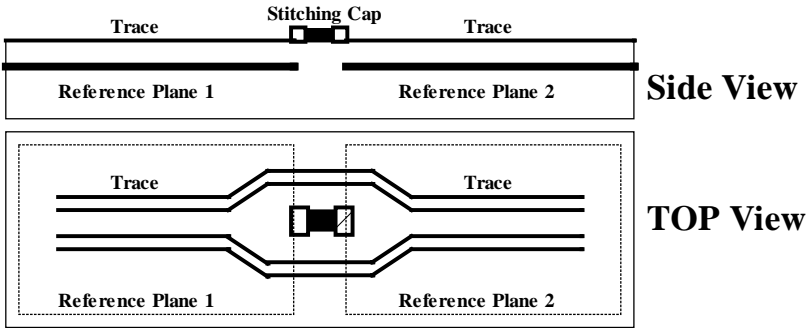 Stitching Cap
Trace Trace
Reference Plane 1 Reference Plane 2
Side View
Trace Trace
TOP View
Reference Plane 1 Reference Plane 2